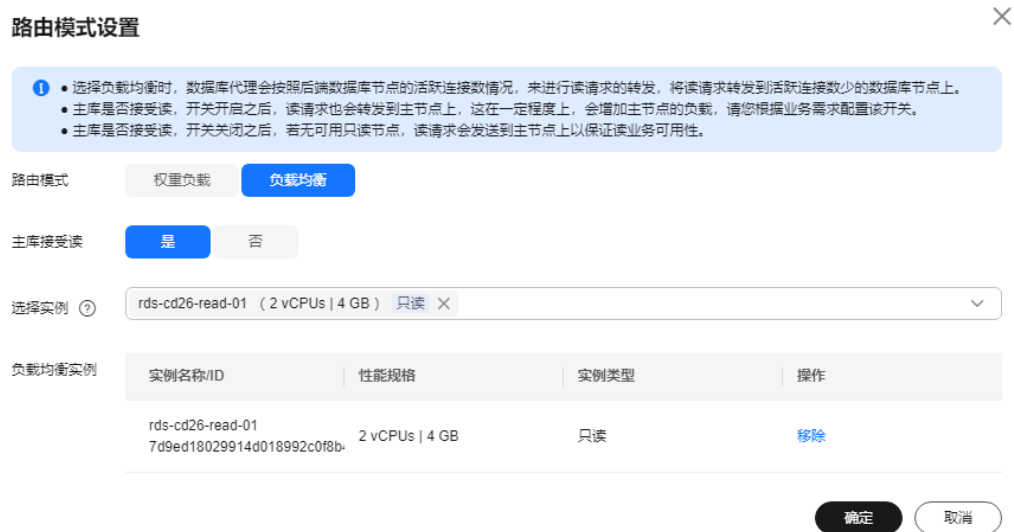 路由模式设置
● 选择负载均衡时，数据库代理会按照后端数据库节点的活跃连接数情况，来进行读请求的转发，将读请求转发到活跃连接数少的数据库节点上。
● 主库是否接受读，开关开启之后，读请求也会转发到主节点上，这在一定程度上，会增加主节点的负载，请您根据业务需求配置该开关。
● 主库是否接受读，开关关闭之后，若无可用只读节点，读请求会发送到主节点上以保证读业务可用性。
路由模式 权重负载 负载均衡
主库接受读 是 否
选择实例 ? rds-cd26-read-01 （2 vCPUs | 4 GB） 只读
负载均衡实例 实例名称/ID 性能规格 实例类型 操作
rds-cd26-read-01
7d9ed18029914d018992c0f8b 2 vCPUs | 4 GB 只读 移除
确定 取消